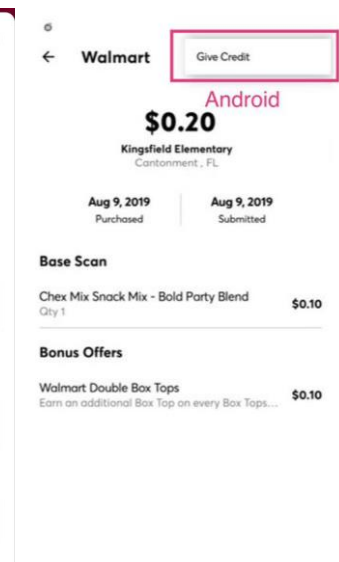 ← Walmart
Give Credit
Android
$0.20
Kingsfield Elementary
Cantonment, FL
Aug 9, 2019 Aug 9, 2019
Purchased Submitted
Base Scan
Chex Mix Snack Mix - Bold Party Blend $0.10
Qty 1
Bonus Offers
Walmart Double Box Tops $0.10
Earn an additional Box Top on every Box Tops...